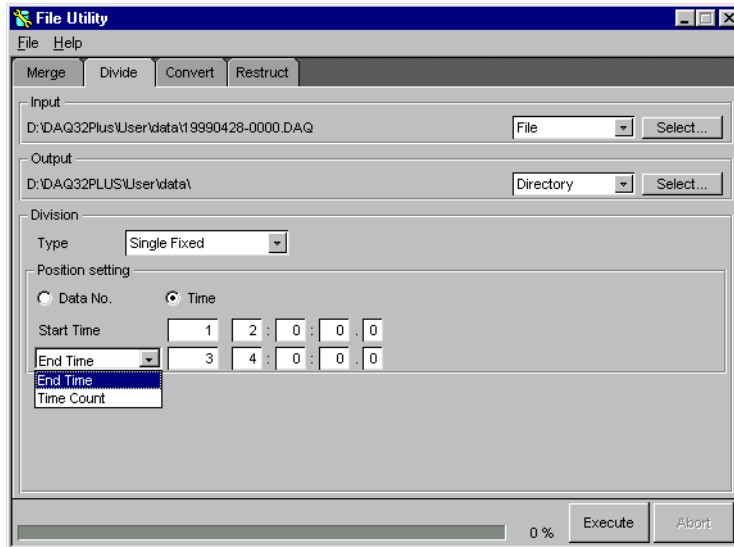 File Utility
File Help
Merge Divide Convert Restruct
Input
D:\DAQ32Plus\User\data\19990428-0000.DAQ File Select...
Output
D:\DAQ32PLUS\User\data\ Directory Select...
Division
Type Single Fixed
Position setting
Data No. Time
Start Time 1 2 : 0 : 0 . 0
End Time 3 4 : 0 : 0 . 0
End Time
Time Count
0 % Execute Abort